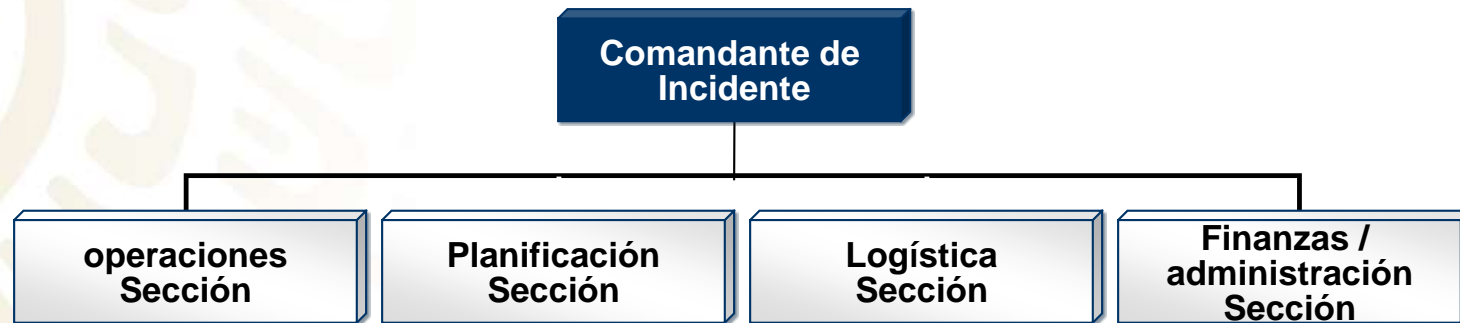 Comandante de
Incidente
operaciones
Sección
Planificación
Sección
Logística
Sección
Finanzas /
administración
Sección